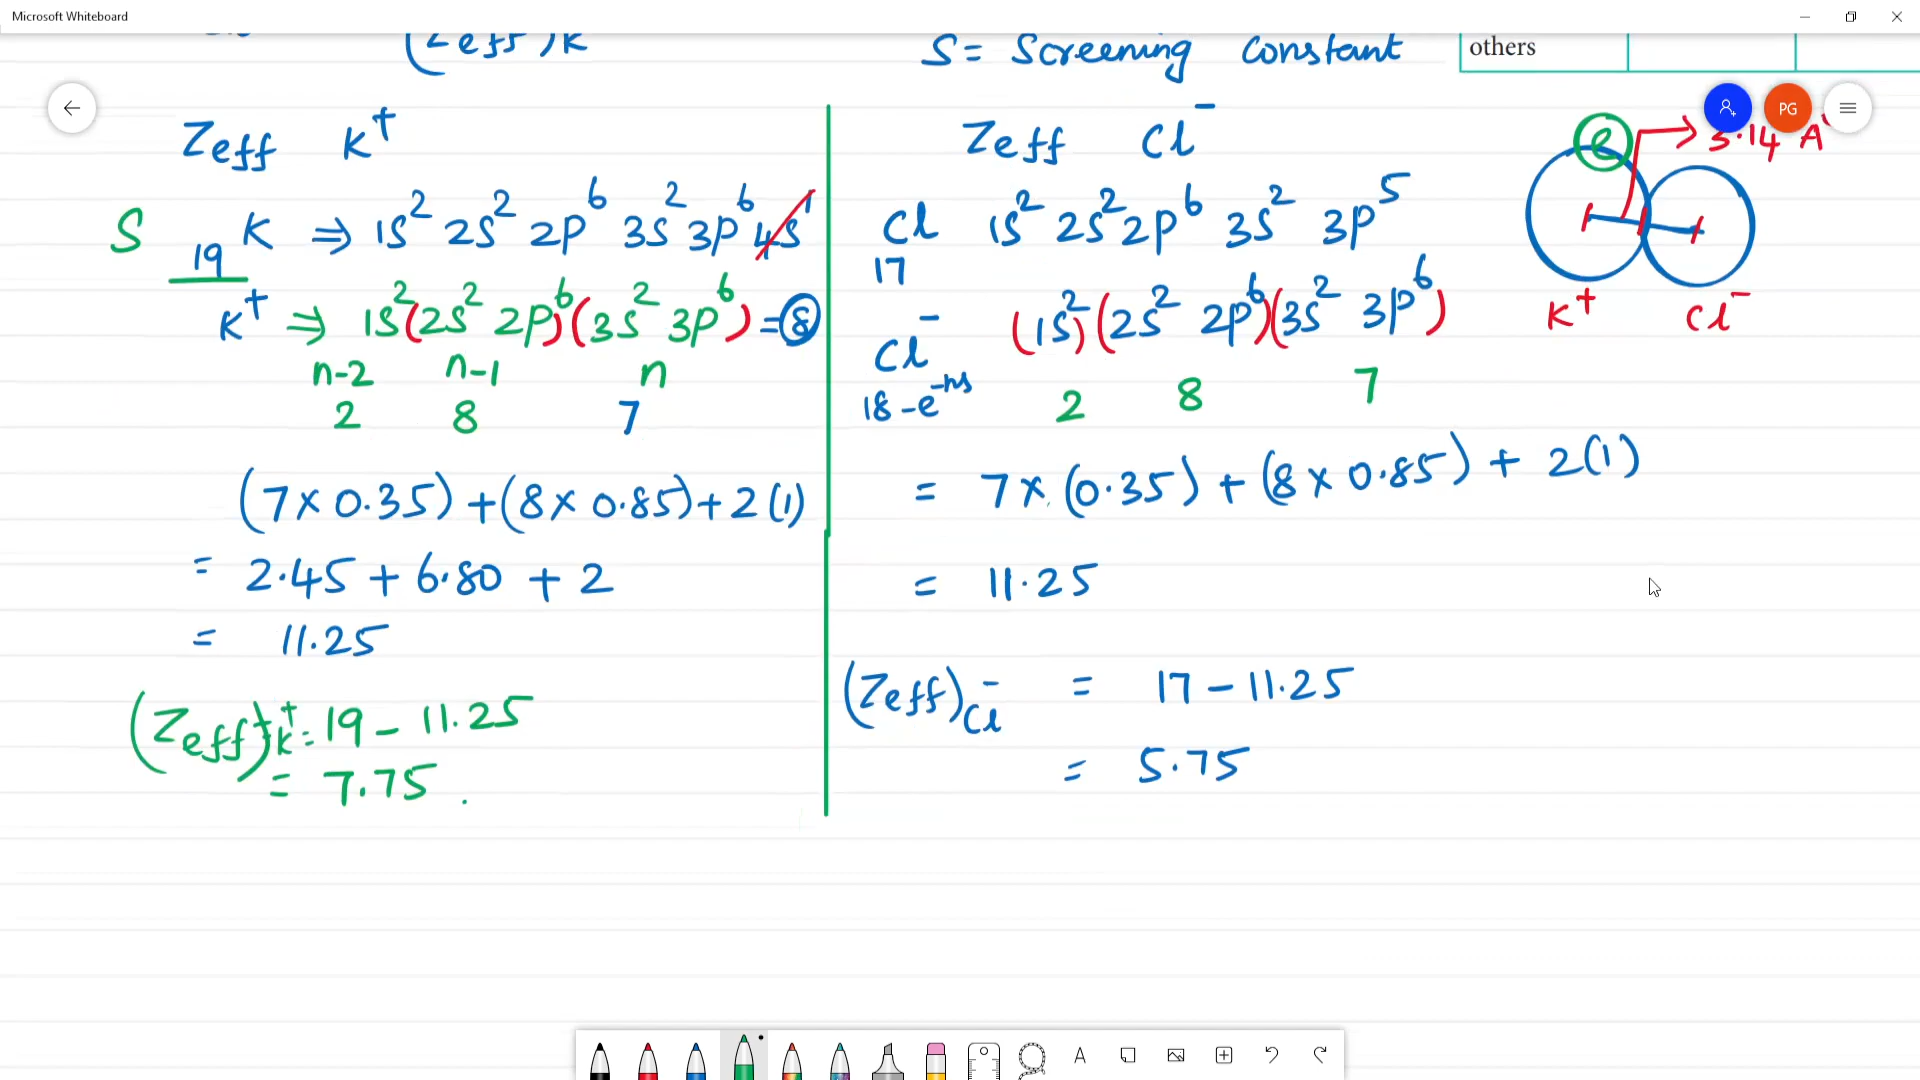 Microsoft Whiteboard
S = Screening Constant
others
PG
Zeff K⁺
S
₁₉K ⇒ 1s² 2s² 2p⁶ 3s² 3p⁶ 4s¹
K⁺ ⇒ 1s² (2s² 2p⁶) (3s² 3p⁶) = 8
n-2 n-1 n
2 8 7
(7 × 0.35) + (8 × 0.85) + 2(1)
= 2.45 + 6.80 + 2
= 11.25
(Zeff)K⁺ = 19 - 11.25
= 7.75
Zeff Cl⁻
Cl 1s² 2s² 2p⁶ 3s² 3p⁵
17
Cl⁻ (1s²) (2s² 2p⁶) (3s² 3p⁶)
18 - e⁻ⁿˢ
2 8 7
= 7 × (0.35) + (8 × 0.85) + 2(1)
= 11.25
(Zeff)Cl⁻ = 17 - 11.25
= 5.75
3.14 A°
K⁺ Cl⁻
A